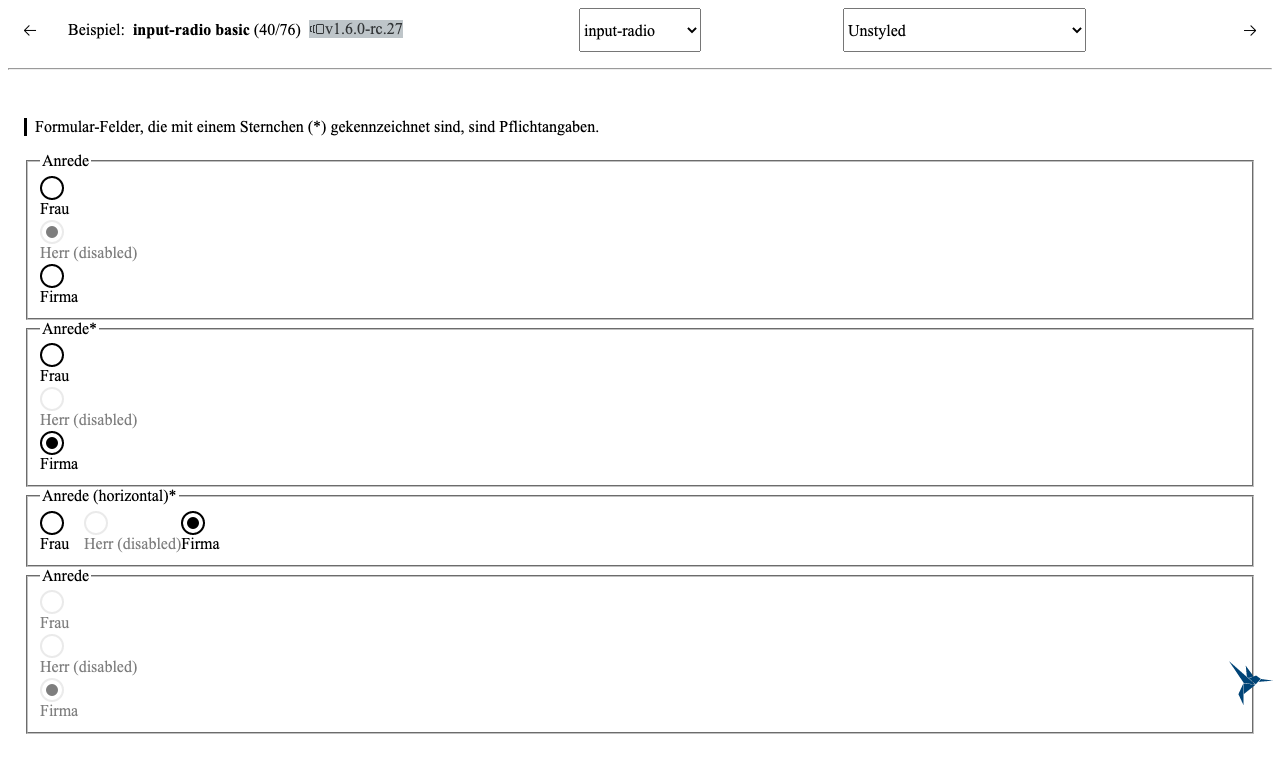 Beispiel: input-radio basic (40/76) v1.6.0-rc.27 input-radio Unstyled
Formular-Felder, die mit einem Sternchen (*) gekennzeichnet sind, sind Pflichtangaben.
Anrede
Frau
Herr (disabled)
Firma
Anrede*
Frau
Herr (disabled)
Firma
Anrede (horizontal)*
Frau Herr (disabled) Firma
Anrede
Frau
Herr (disabled)
Firma